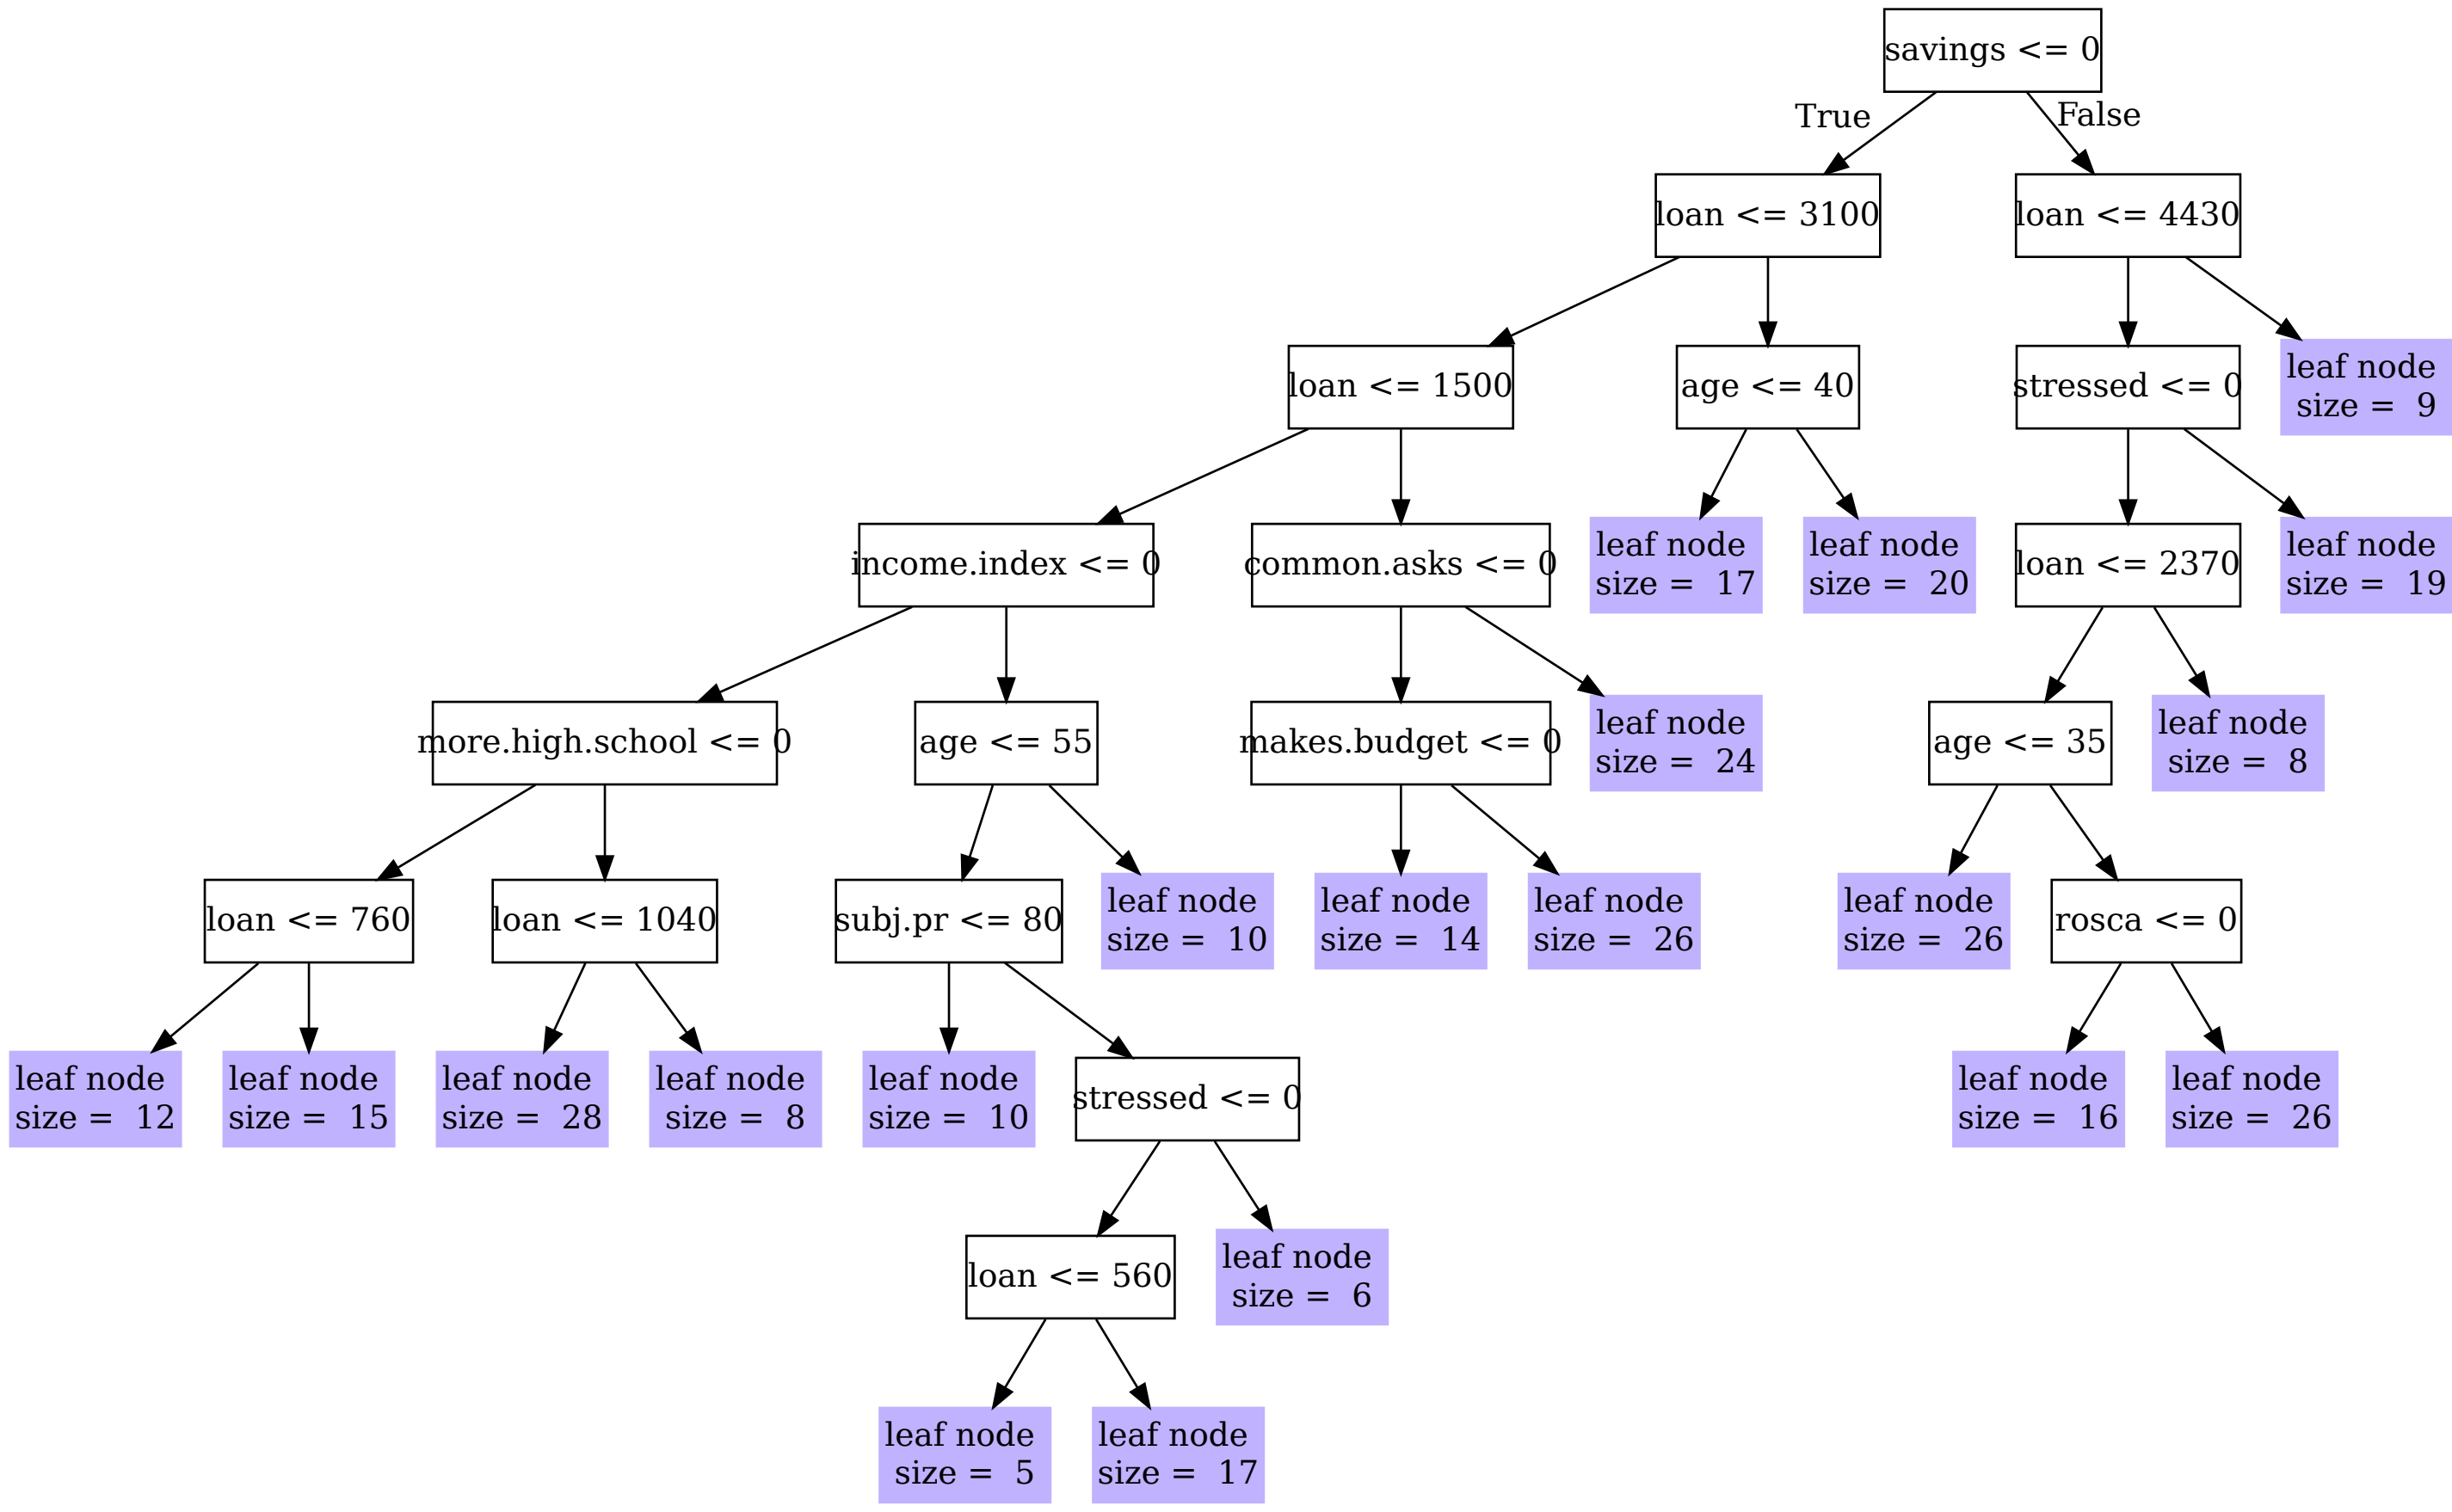 savings <= 0
True
False
loan <= 3100
loan <= 4430
loan <= 1500
age <= 40
stressed <= 0
leaf node
size = 9
income.index <= 0
common.asks <= 0
leaf node
size = 17
leaf node
size = 20
loan <= 2370
leaf node
size = 19
more.high.school <= 0
age <= 55
makes.budget <= 0
leaf node
size = 24
age <= 35
leaf node
size = 8
loan <= 760
loan <= 1040
subj.pr <= 80
leaf node
size = 10
leaf node
size = 14
leaf node
size = 26
leaf node
size = 26
rosca <= 0
leaf node
size = 12
leaf node
size = 15
leaf node
size = 28
leaf node
size = 8
leaf node
size = 10
stressed <= 0
leaf node
size = 16
leaf node
size = 26
loan <= 560
leaf node
size = 6
leaf node
size = 5
leaf node
size = 17